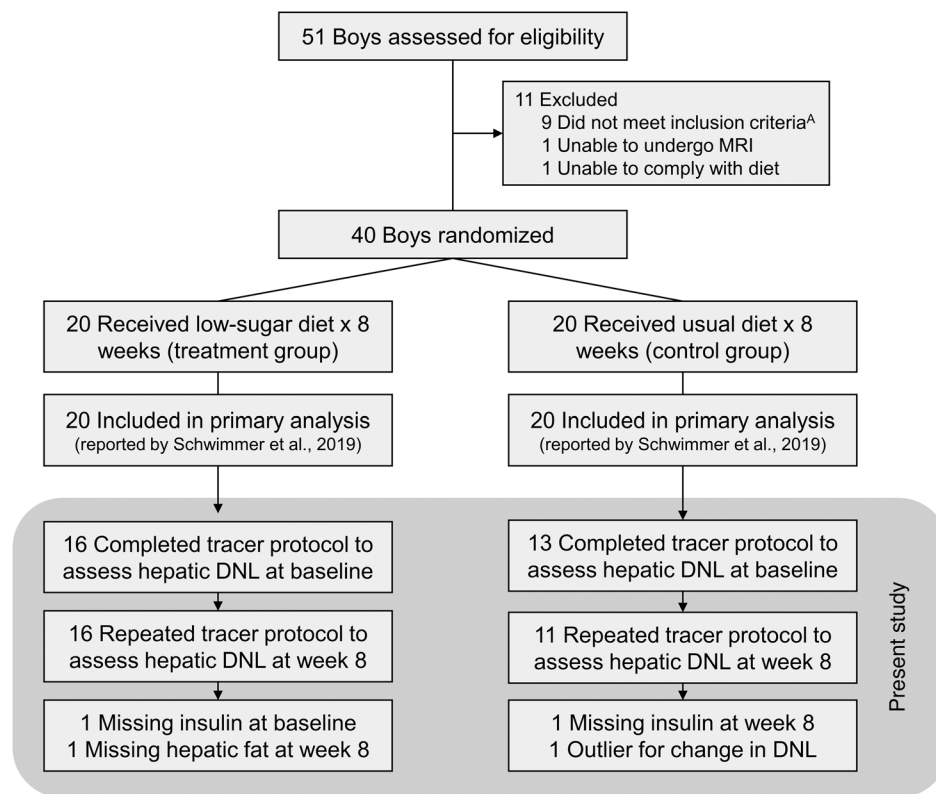 51 Boys assessed for eligibility
11 Excluded
9 Did not meet inclusion criteriaᴬ
1 Unable to undergo MRI
1 Unable to comply with diet
40 Boys randomized
20 Received low-sugar diet x 8
weeks (treatment group)
20 Received usual diet x 8
weeks (control group)
20 Included in primary analysis
(reported by Schwimmer et al., 2019)
20 Included in primary analysis
(reported by Schwimmer et al., 2019)
16 Completed tracer protocol to
assess hepatic DNL at baseline
13 Completed tracer protocol to
assess hepatic DNL at baseline
16 Repeated tracer protocol to
assess hepatic DNL at week 8
11 Repeated tracer protocol to
assess hepatic DNL at week 8
1 Missing insulin at baseline
1 Missing hepatic fat at week 8
1 Missing insulin at week 8
1 Outlier for change in DNL
Present study